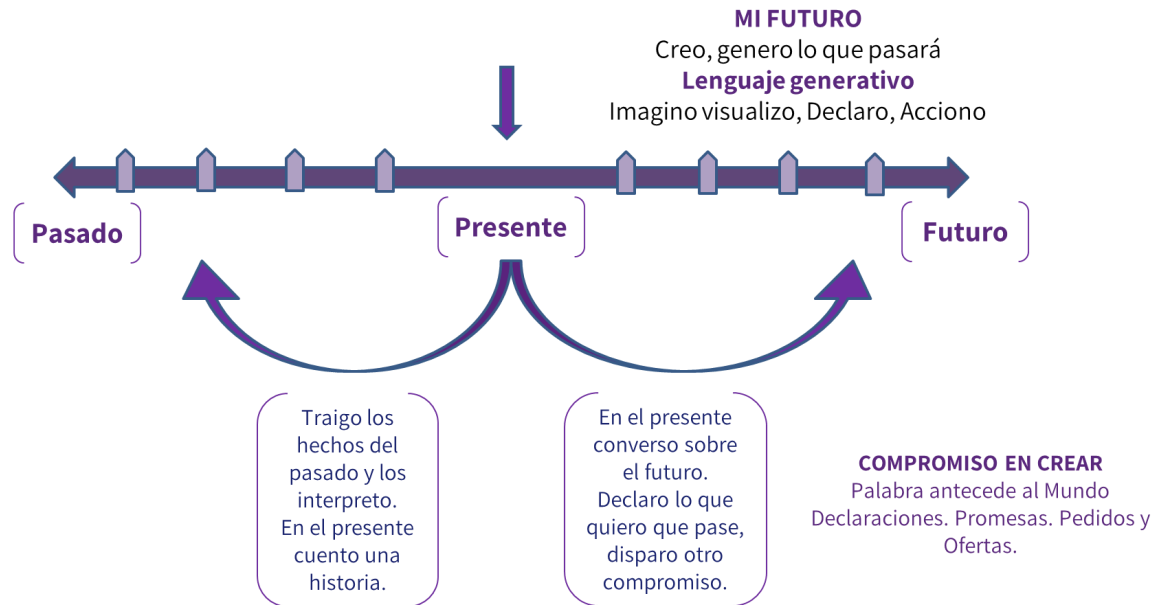 MI FUTURO
Creo, genero lo que pasará
Lenguaje generativo
Imagino visualizo, Declaro, Acciono
Pasado
Presente
Futuro
Traigo los
hechos del
pasado y los
interpreto.
En el presente
cuento una
historia.
En el presente
converso sobre
el futuro.
Declaro lo que
quiero que pase,
disparo otro
compromiso.
COMPROMISO EN CREAR
Palabra antecede al Mundo
Declaraciones. Promesas. Pedidos y
Ofertas.